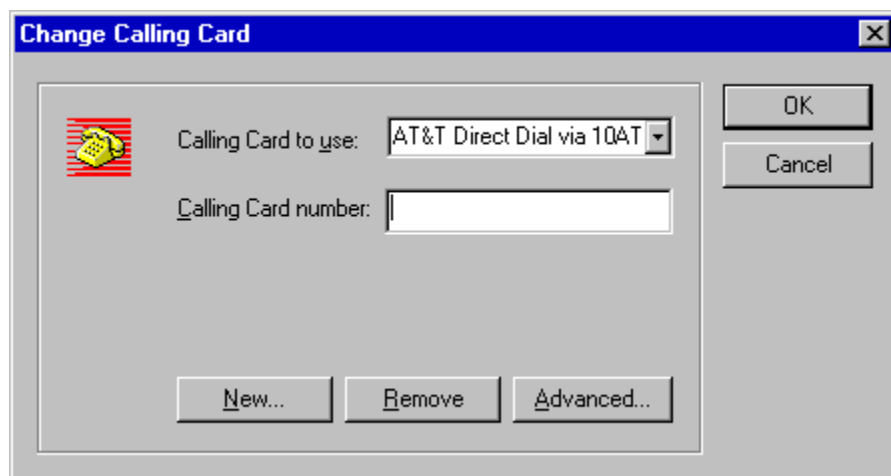 Change Calling Card
Calling Card to use: AT&T Direct Dial via 10AT
OK
Cancel
Calling Card number:
New... Remove Advanced...